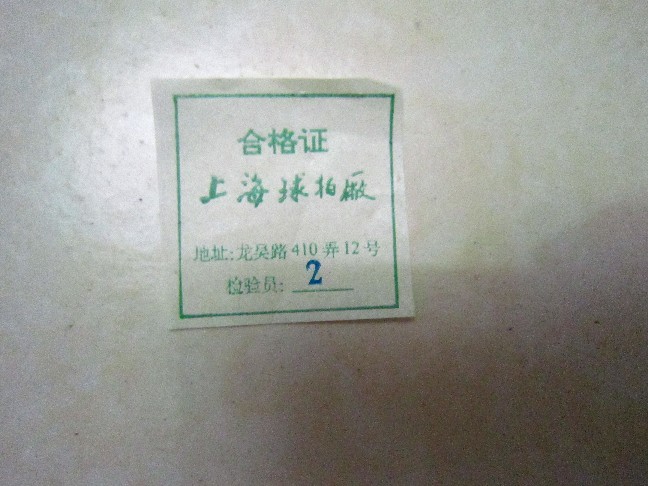 合格证
上海球拍厰
地址:龙吴路410弄12号
检验员: 2